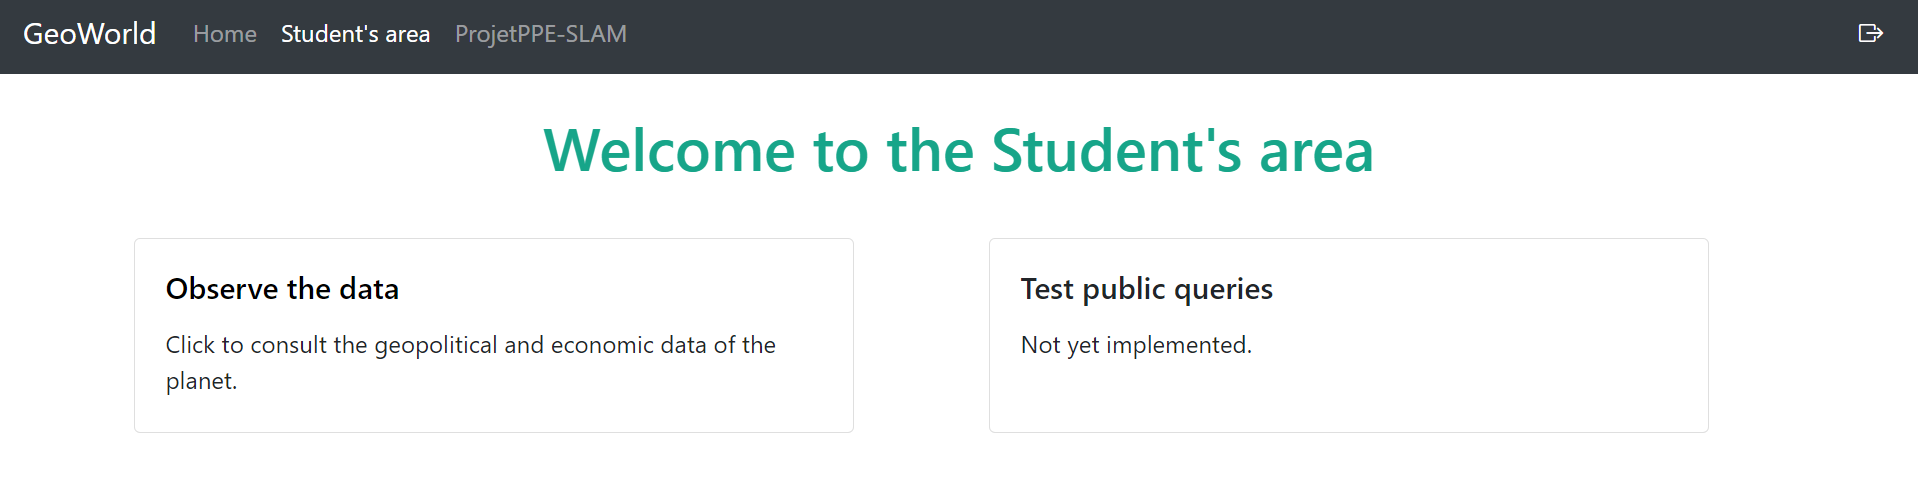 GeoWorld Home Student's area ProjetPPE-SLAM
Welcome to the Student's area
Observe the data
Click to consult the geopolitical and economic data of the
planet.
Test public queries
Not yet implemented.